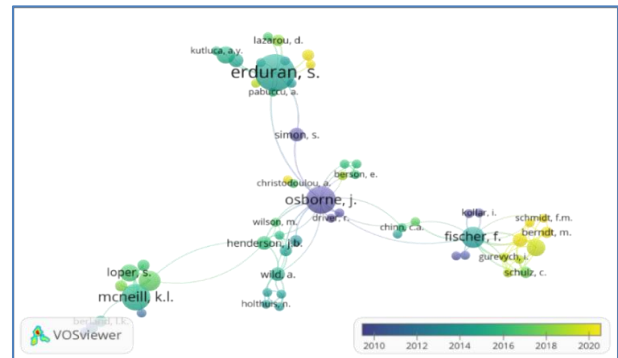 lazarou, d.
kutluca, a.y.
erduran, s.
pabuccu, a.
simon, s.
berson, e.
christodoulou, a.
osborne, j.
driver, r.
kollar, i.
schmidt, f.m.
wilson, m.
chinn, c.a.
fischer, f.
berndt, m.
henderson, j.b.
gurevych, i.
loper, s.
wild, a.
schulz, c.
mcneill, k.l.
holthuis, n.
berland, l.k.
VOSviewer
2010 2012 2014 2016 2018 2020